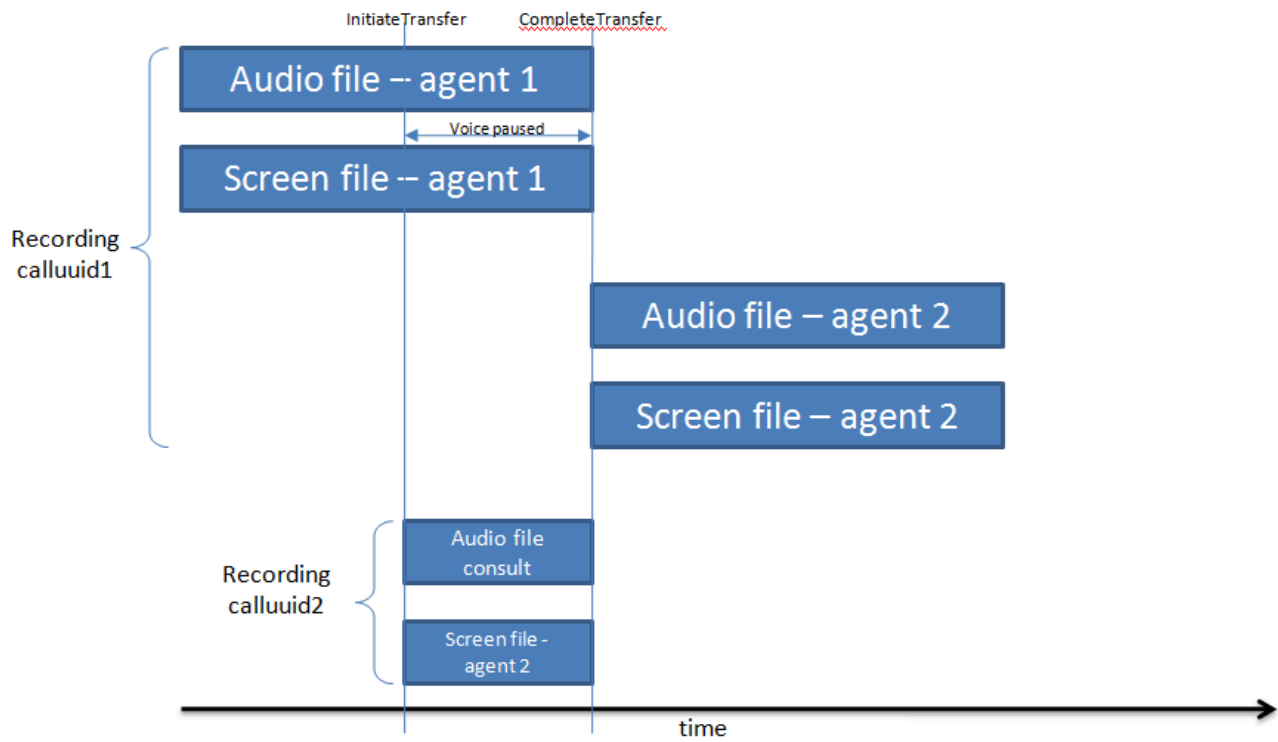 InitiateTransfer
CompleteTransfer
Audio file -- agent 1
Voice paused
Screen file -- agent 1
Recording
calluuid1
Audio file – agent 2
Screen file – agent 2
Audio file
consult
Recording
calluuid2
Screen file -
agent 2
time